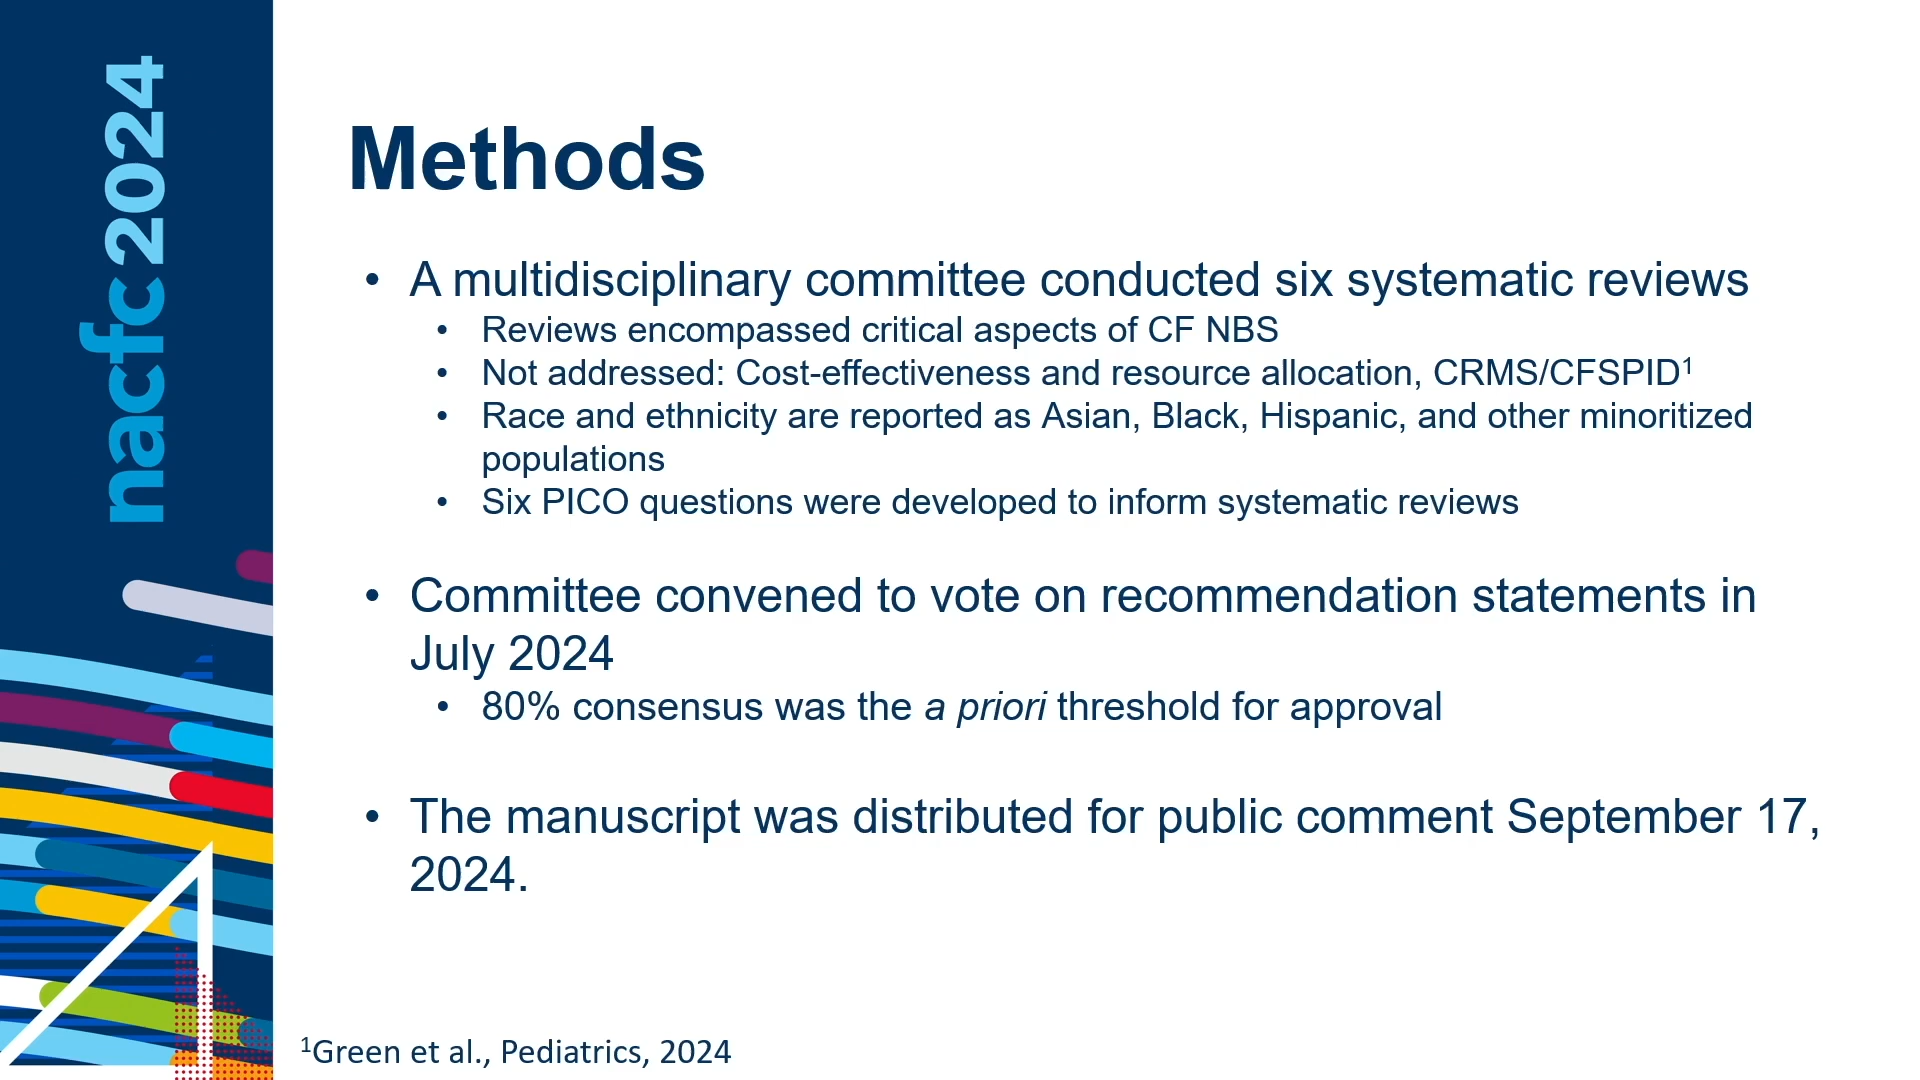 nacfc2024
Methods
• A multidisciplinary committee conducted six systematic reviews
• Reviews encompassed critical aspects of CF NBS
• Not addressed: Cost-effectiveness and resource allocation, CRMS/CFSPID¹
• Race and ethnicity are reported as Asian, Black, Hispanic, and other minoritized
populations
• Six PICO questions were developed to inform systematic reviews
• Committee convened to vote on recommendation statements in
July 2024
• 80% consensus was the a priori threshold for approval
• The manuscript was distributed for public comment September 17,
2024.
¹Green et al., Pediatrics, 2024